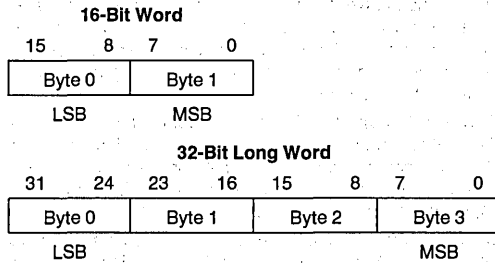 16-Bit Word
15 8 7 0
Byte 0 Byte 1
LSB MSB
32-Bit Long Word
31 24 23 16 15 8 7 0
Byte 0 Byte 1 Byte 2 Byte 3
LSB MSB